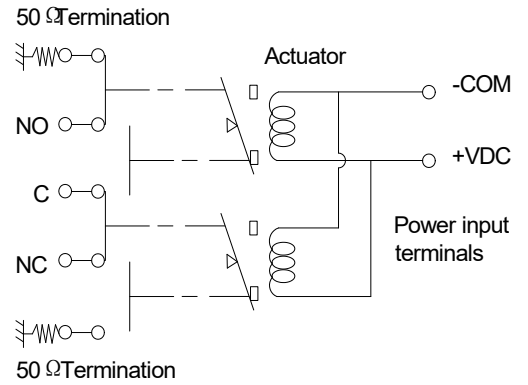 50 ΩTermination
Actuator
-COM
NO
+VDC
C
Power input
terminals
NC
50 ΩTermination